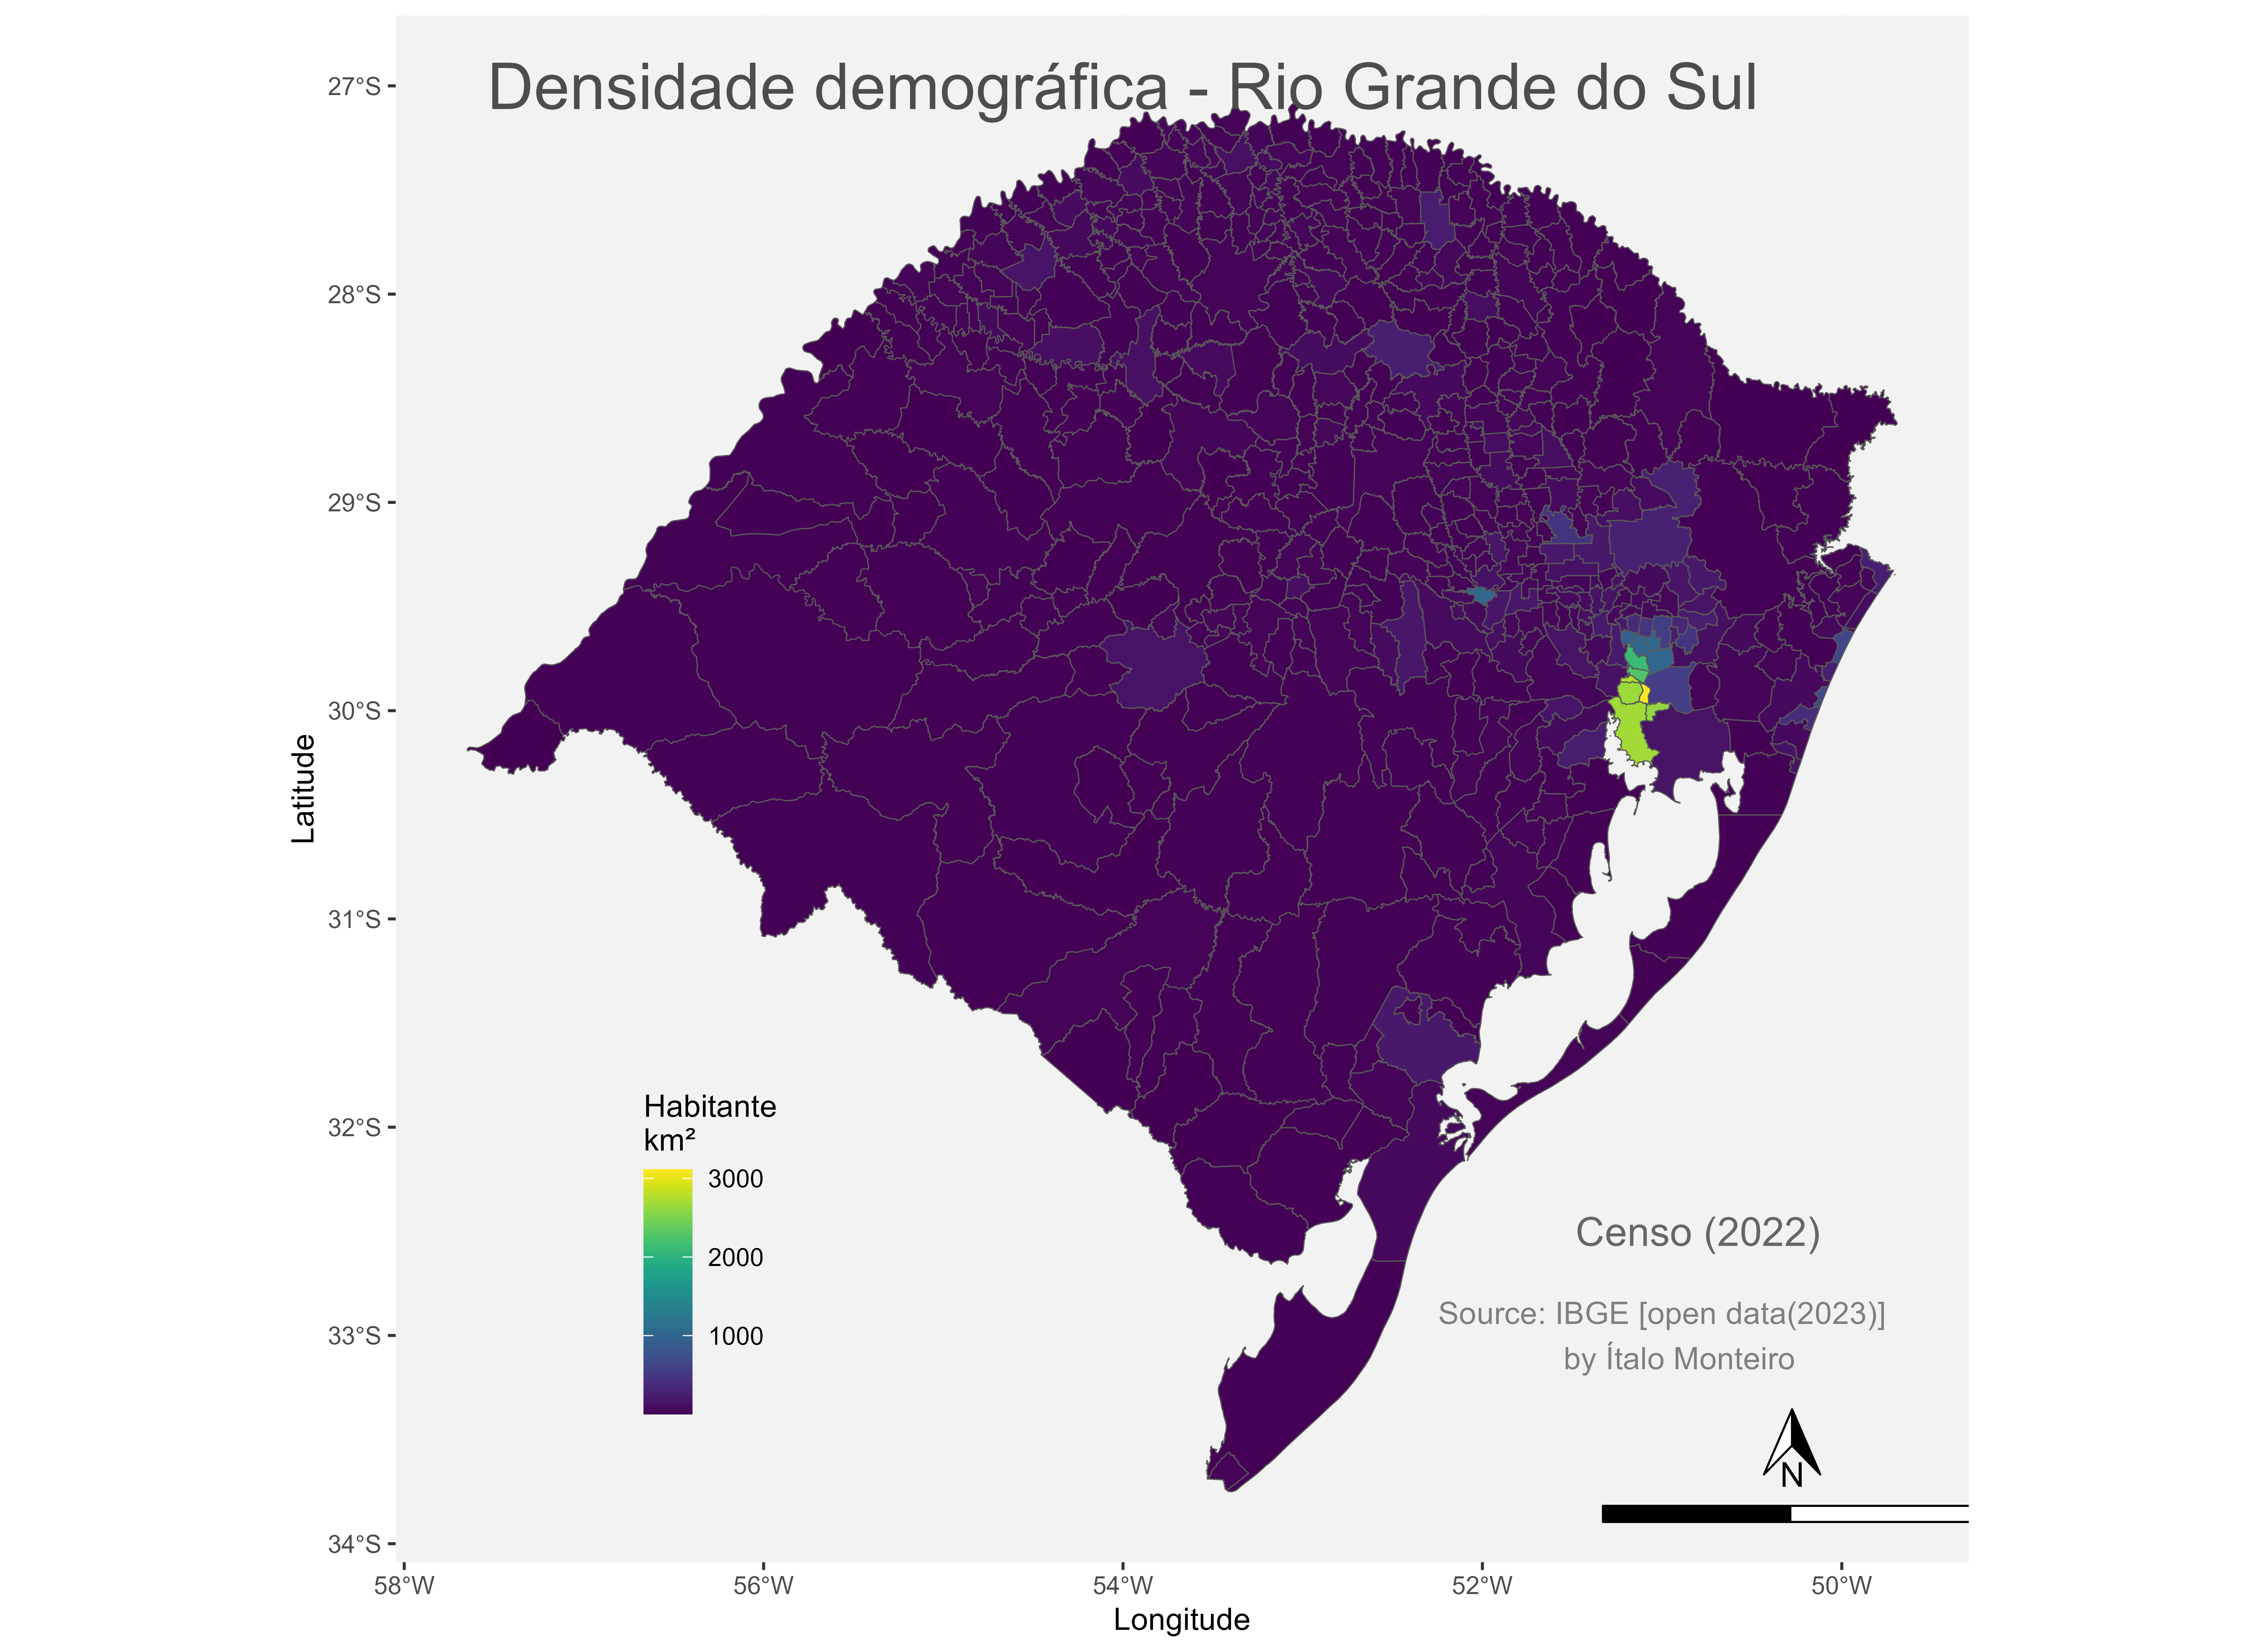 Densidade demográfica - Rio Grande do Sul
27°S
28°S
29°S
30°S
31°S
32°S
33°S
34°S
Latitude
Habitante
km²
3000
2000
1000
Censo (2022)
Source: IBGE [open data(2023)]
by Ítalo Monteiro
N
58°W
56°W
54°W
52°W
50°W
Longitude